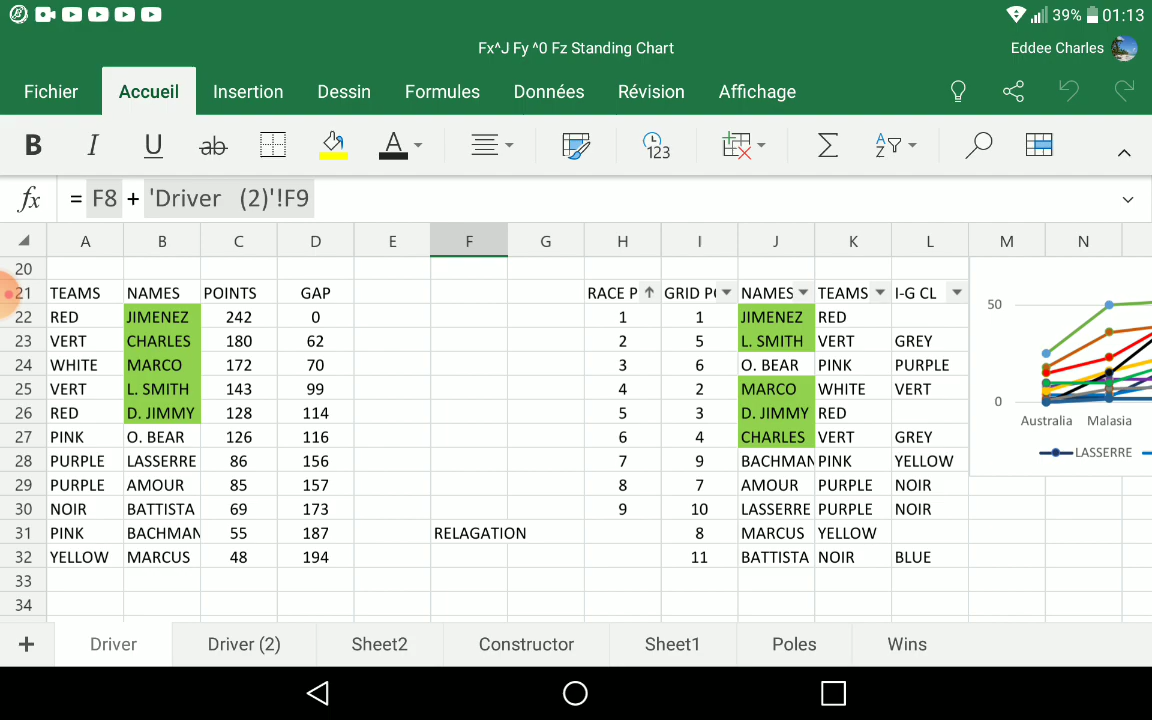 39% 01:13
Fx^J Fy ^0 Fz Standing Chart
Eddee Charles
Fichier Accueil Insertion Dessin Formules Données Révision Affichage
B I U ab A 123 Σ A Z
fx = F8 + 'Driver (2)'!F9
A B C D E F G H I J K L M N
20
21 TEAMS NAMES POINTS GAP RACE P GRID P( NAMES TEAMS I-G CL
22 RED JIMENEZ 242 0 1 1 JIMENEZ RED
23 VERT CHARLES 180 62 2 5 L. SMITH VERT GREY
24 WHITE MARCO 172 70 3 6 O. BEAR PINK PURPLE
25 VERT L. SMITH 143 99 4 2 MARCO WHITE VERT
26 RED D. JIMMY 128 114 5 3 D. JIMMY RED
27 PINK O. BEAR 126 116 6 4 CHARLES VERT GREY
28 PURPLE LASSERRE 86 156 7 9 BACHMAN PINK YELLOW
29 PURPLE AMOUR 85 157 8 7 AMOUR PURPLE NOIR
30 NOIR BATTISTA 69 173 9 10 LASSERRE PURPLE NOIR
31 PINK BACHMAN 55 187 RELAGATION 8 MARCUS YELLOW
32 YELLOW MARCUS 48 194 11 BATTISTA NOIR BLUE
33
34
50
0
Australia Malasia
LASSERRE
+ Driver Driver (2) Sheet2 Constructor Sheet1 Poles Wins